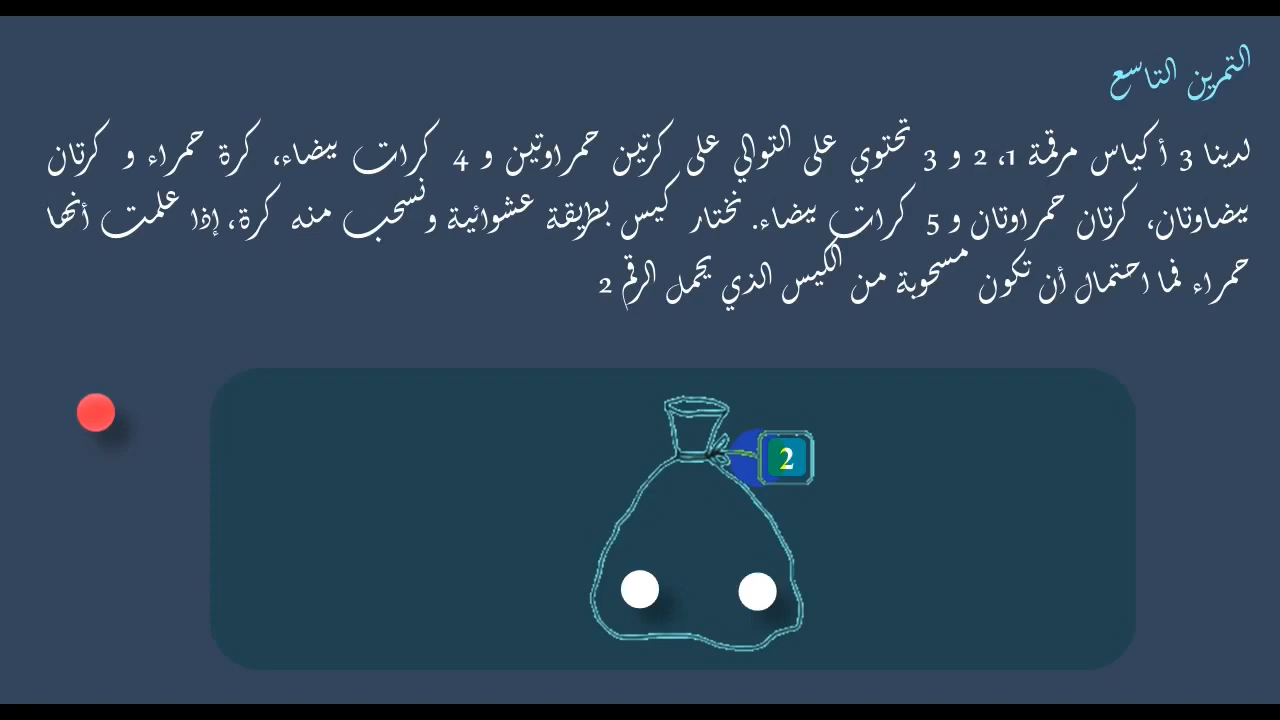 التمرين التاسع
لدينا 3 أكياس مرقمة 1، 2 و 3 تحتوي على التوالي على كرتين حمراوتين و 4 كرات بيضاء، كرة حمراء و كرتان
بيضاوتان، كرتان حمراوتان و 5 كرات بيضاء. نختار كيس بطريقة عشوائية ونسحب منه كرة، إذا علمت أنها
حمراء فما احتمال أن تكون مسحوبة من الكيس الذي يحمل الرقم 2
2